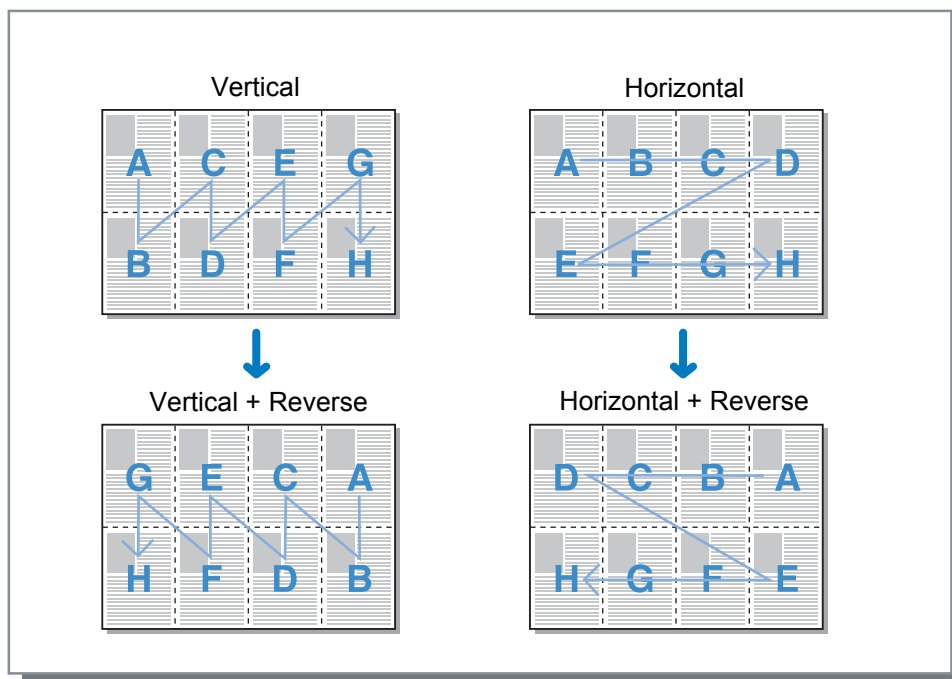 Vertical
A C E G
B D F H
Horizontal
A B C D
E F G H
Vertical + Reverse
G E C A
H F D B
Horizontal + Reverse
D C B A
H G F E